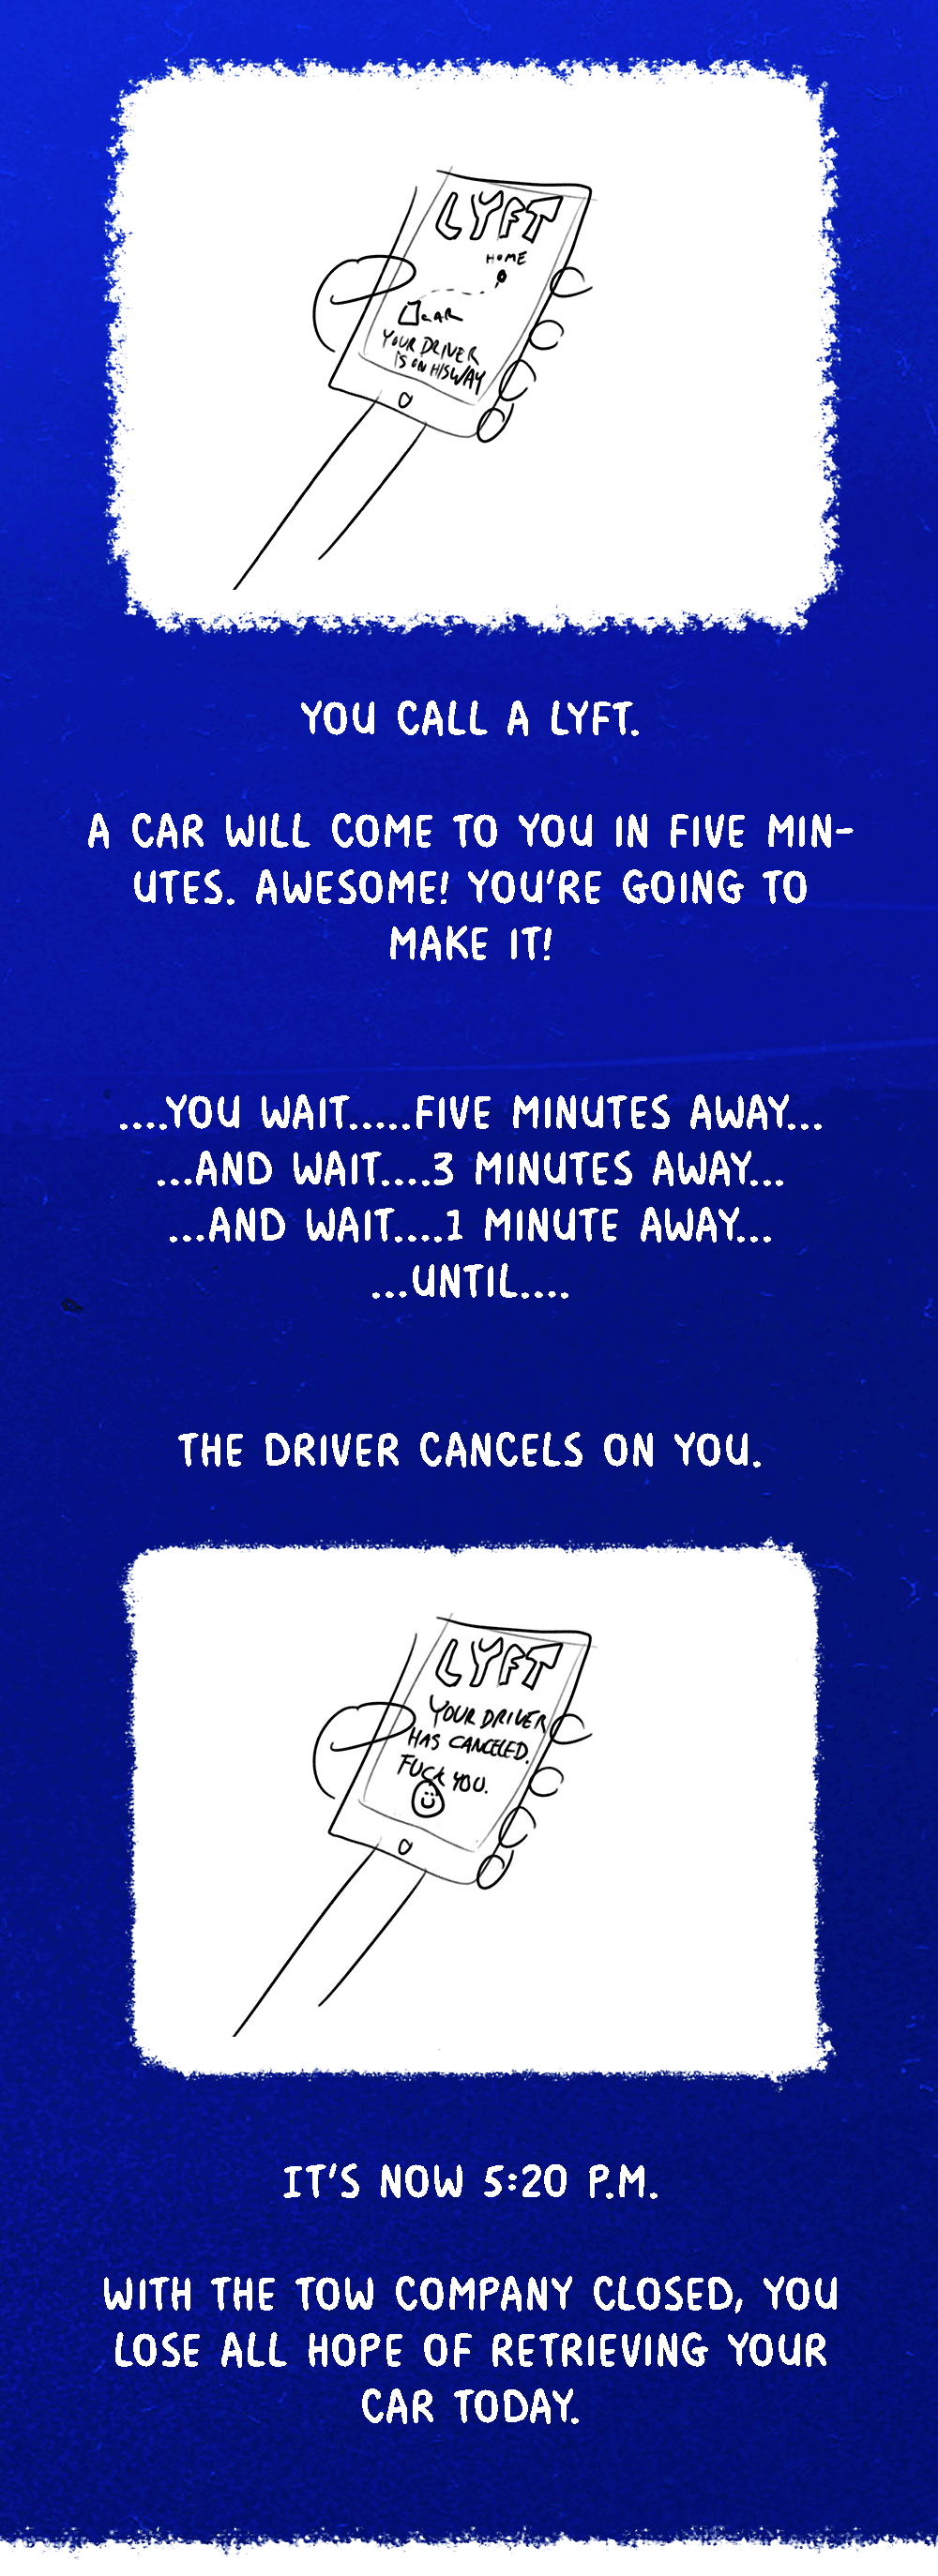 LYFT
HOME
CAR
YOUR DRIVER
IS ON HIS WAY
YOU CALL A LYFT.
A CAR WILL COME TO YOU IN FIVE MIN-
UTES. AWESOME! YOU'RE GOING TO
MAKE IT!
....YOU WAIT.....FIVE MINUTES AWAY...
...AND WAIT....3 MINUTES AWAY...
...AND WAIT....1 MINUTE AWAY...
...UNTIL....
THE DRIVER CANCELS ON YOU.
LYFT
YOUR DRIVER
HAS CANCELED.
FUCK YOU.
IT'S NOW 5:20 P.M.
WITH THE TOW COMPANY CLOSED, YOU
LOSE ALL HOPE OF RETRIEVING YOUR
CAR TODAY.